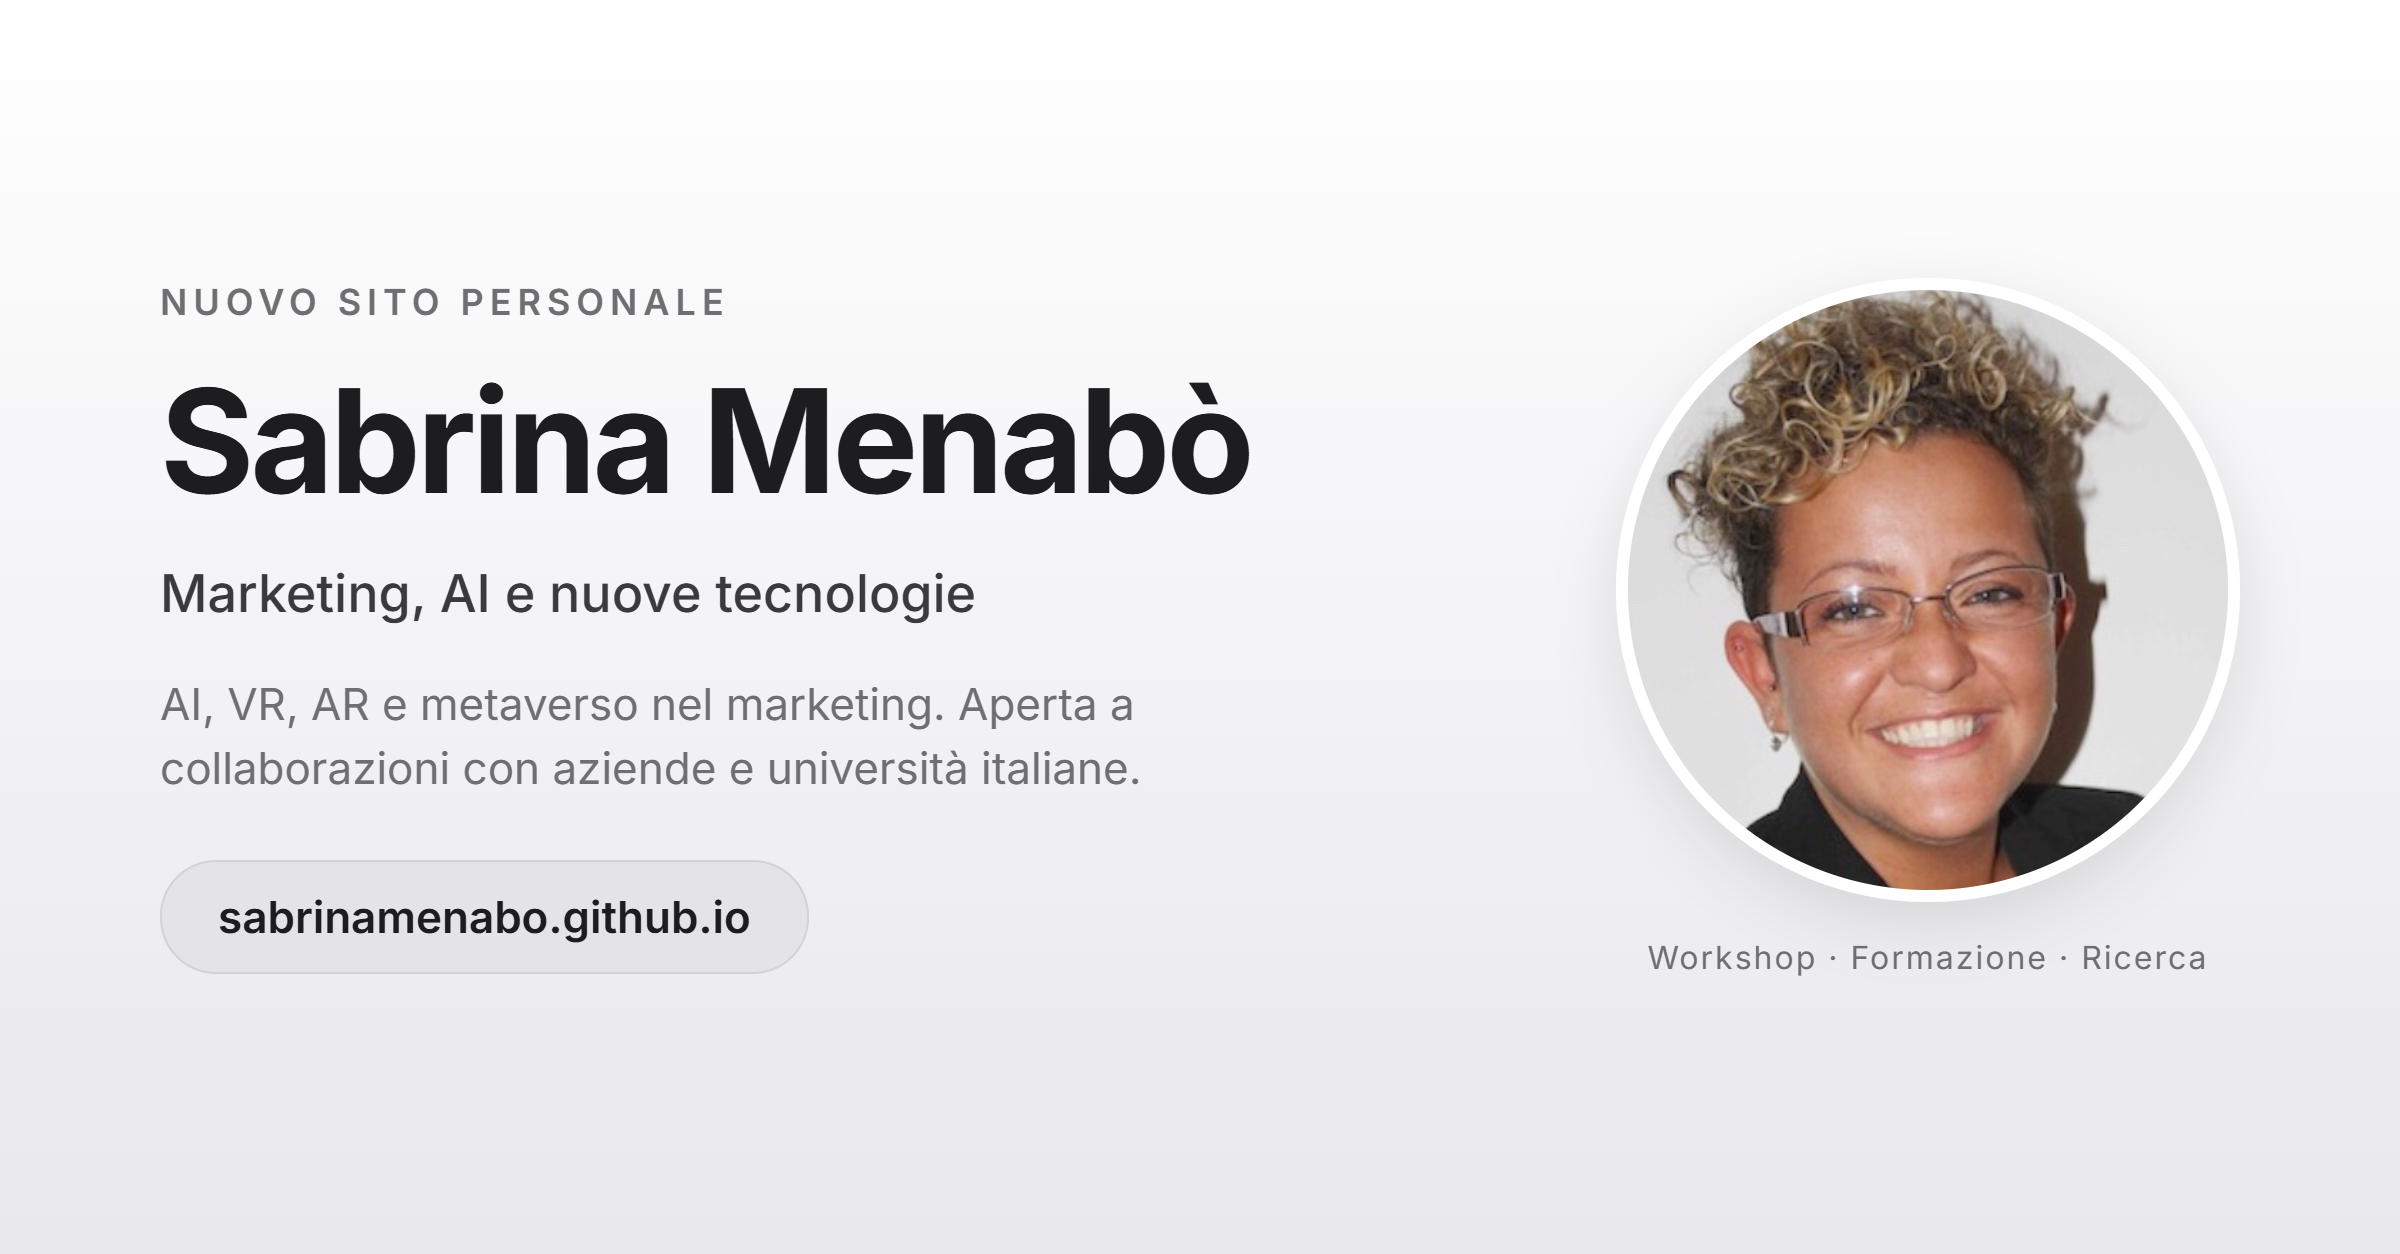 NUOVO SITO PERSONALE
Sabrina Menabò
Marketing, AI e nuove tecnologie
AI, VR, AR e metaverso nel marketing. Aperta a
collaborazioni con aziende e università italiane.
sabrinamenabo.github.io
Workshop · Formazione · Ricerca